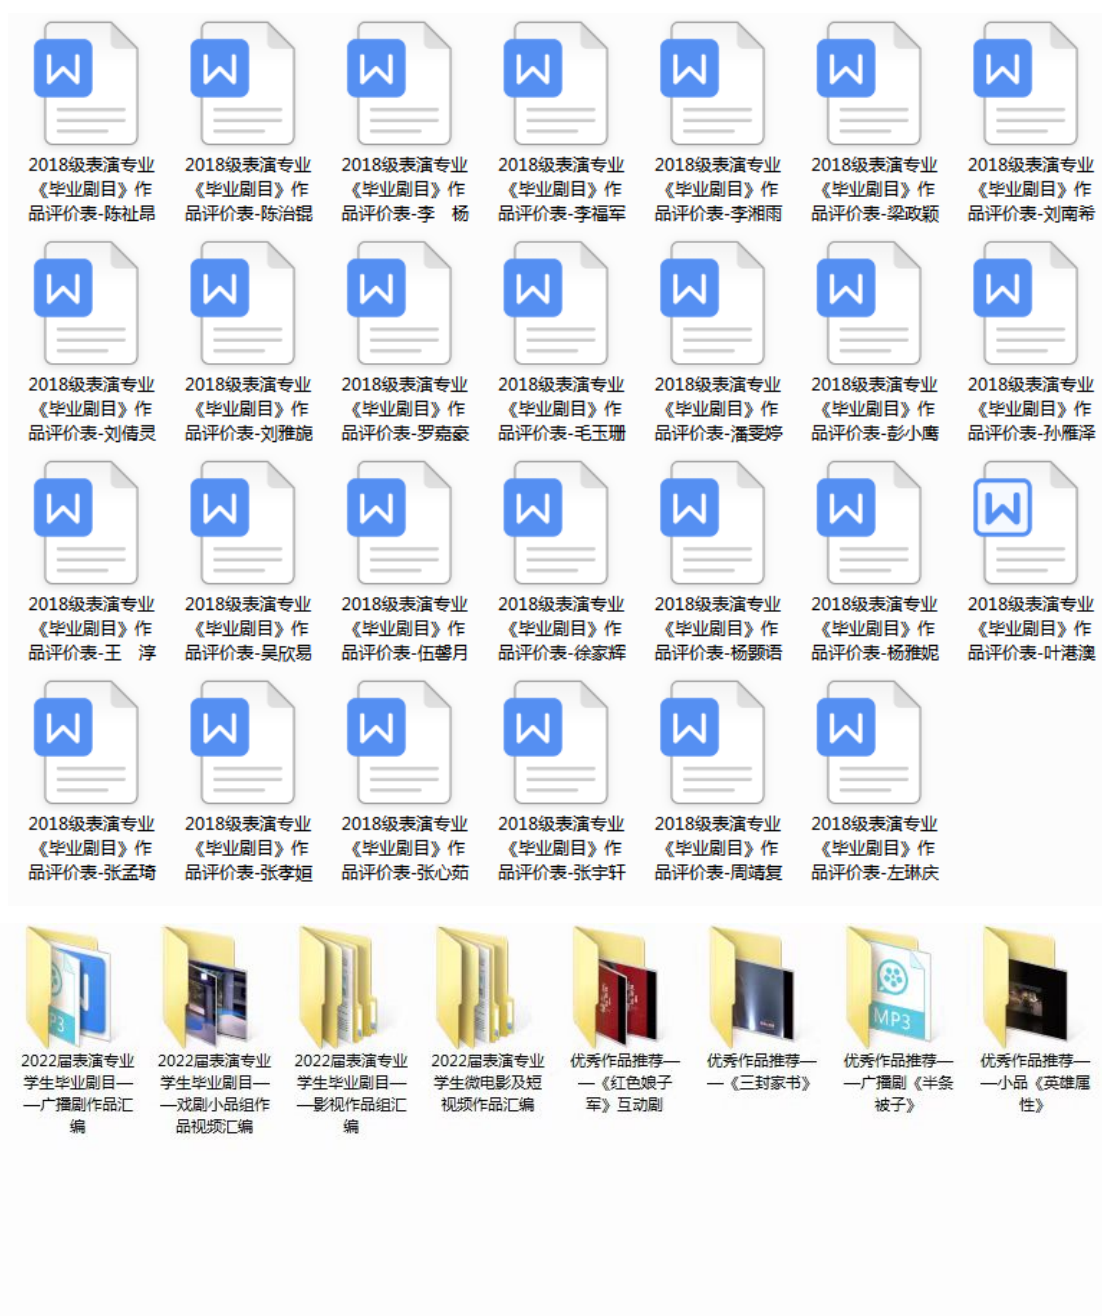 2018级表演专业 2018级表演专业 2018级表演专业 2018级表演专业 2018级表演专业 2018级表演专业 2018级表演专业
《毕业剧目》作 《毕业剧目》作 《毕业剧目》作 《毕业剧目》作 《毕业剧目》作 《毕业剧目》作 《毕业剧目》作
品评价表-陈祉昂 品评价表-陈治锟 品评价表-李　杨 品评价表-李福军 品评价表-李湘雨 品评价表-梁政颖 品评价表-刘南希
2018级表演专业 2018级表演专业 2018级表演专业 2018级表演专业 2018级表演专业 2018级表演专业 2018级表演专业
《毕业剧目》作 《毕业剧目》作 《毕业剧目》作 《毕业剧目》作 《毕业剧目》作 《毕业剧目》作 《毕业剧目》作
品评价表-刘倩灵 品评价表-刘雅旎 品评价表-罗嘉豪 品评价表-毛玉珊 品评价表-潘雯婷 品评价表-彭小鹰 品评价表-孙雁泽
2018级表演专业 2018级表演专业 2018级表演专业 2018级表演专业 2018级表演专业 2018级表演专业 2018级表演专业
《毕业剧目》作 《毕业剧目》作 《毕业剧目》作 《毕业剧目》作 《毕业剧目》作 《毕业剧目》作 《毕业剧目》作
品评价表-王　淳 品评价表-吴欣易 品评价表-伍馨月 品评价表-徐家辉 品评价表-杨颢语 品评价表-杨雅妮 品评价表-叶港澳
2018级表演专业 2018级表演专业 2018级表演专业 2018级表演专业 2018级表演专业 2018级表演专业
《毕业剧目》作 《毕业剧目》作 《毕业剧目》作 《毕业剧目》作 《毕业剧目》作 《毕业剧目》作
品评价表-张孟琦 品评价表-张孝姮 品评价表-张心茹 品评价表-张宇轩 品评价表-周靖复 品评价表-左琳庆
MP3
2022届表演专业 2022届表演专业 2022届表演专业 2022届表演专业 优秀作品推荐— 优秀作品推荐— 优秀作品推荐— 优秀作品推荐—
学生毕业剧目— 学生毕业剧目— 学生毕业剧目— 学生微电影及短 —《红色娘子 —《三封家书》 —广播剧《半条 —小品《英雄属
—广播剧作品汇 —戏剧小品组作 —影视作品组汇 视频作品汇编 军》互动剧 被子》 性》
编 品视频汇编 编